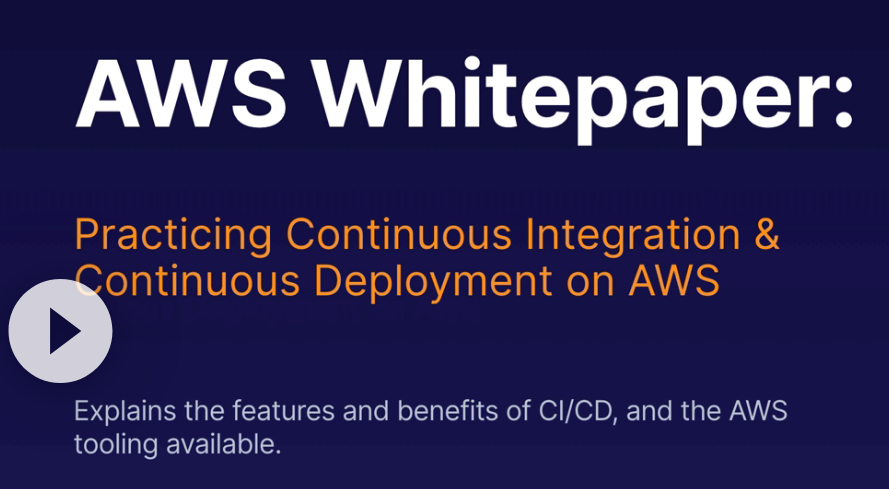 AWS Whitepaper:
Practicing Continuous Integration &
Continuous Deployment on AWS
Explains the features and benefits of CI/CD, and the AWS
tooling available.